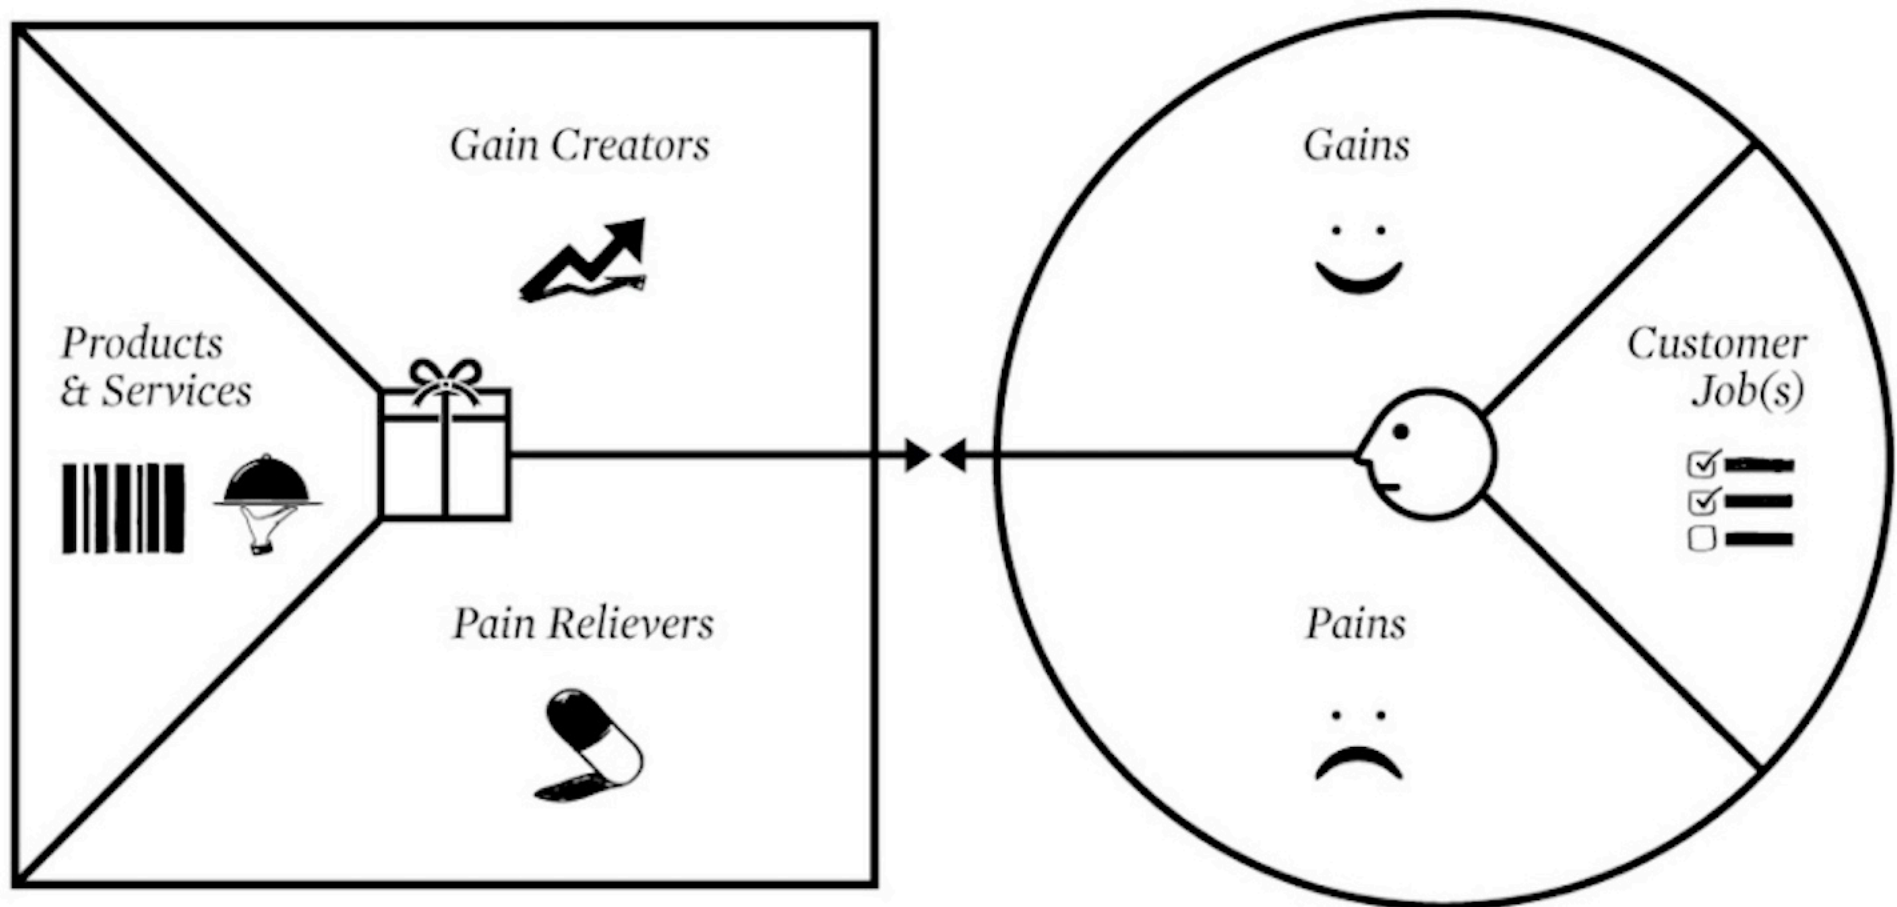 Gain Creators
Products
& Services
Pain Relievers
Gains
Customer
Job(s)
Pains